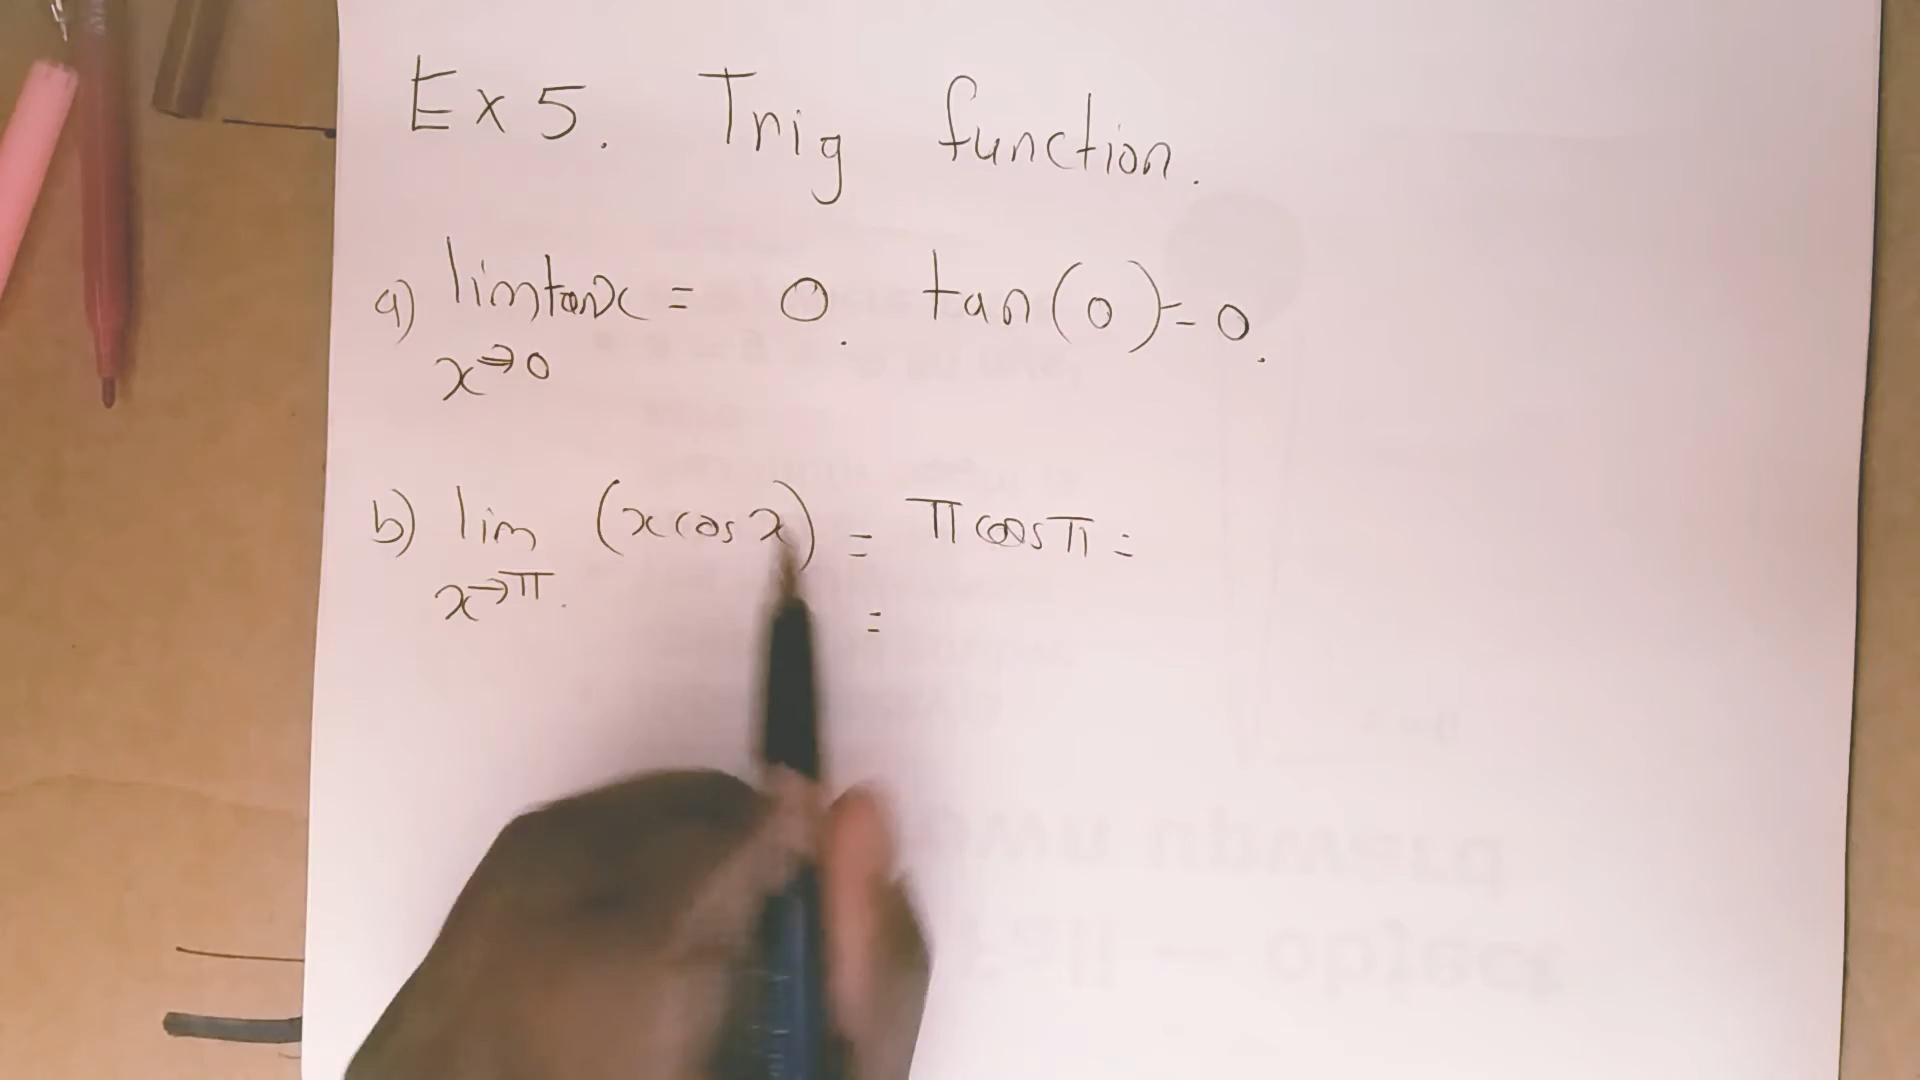 Ex 5. Trig function.
a) lim tanx = 0. tan(0) = 0.
x→0
b) lim (x cos x) = π cos π =
x→π.
=